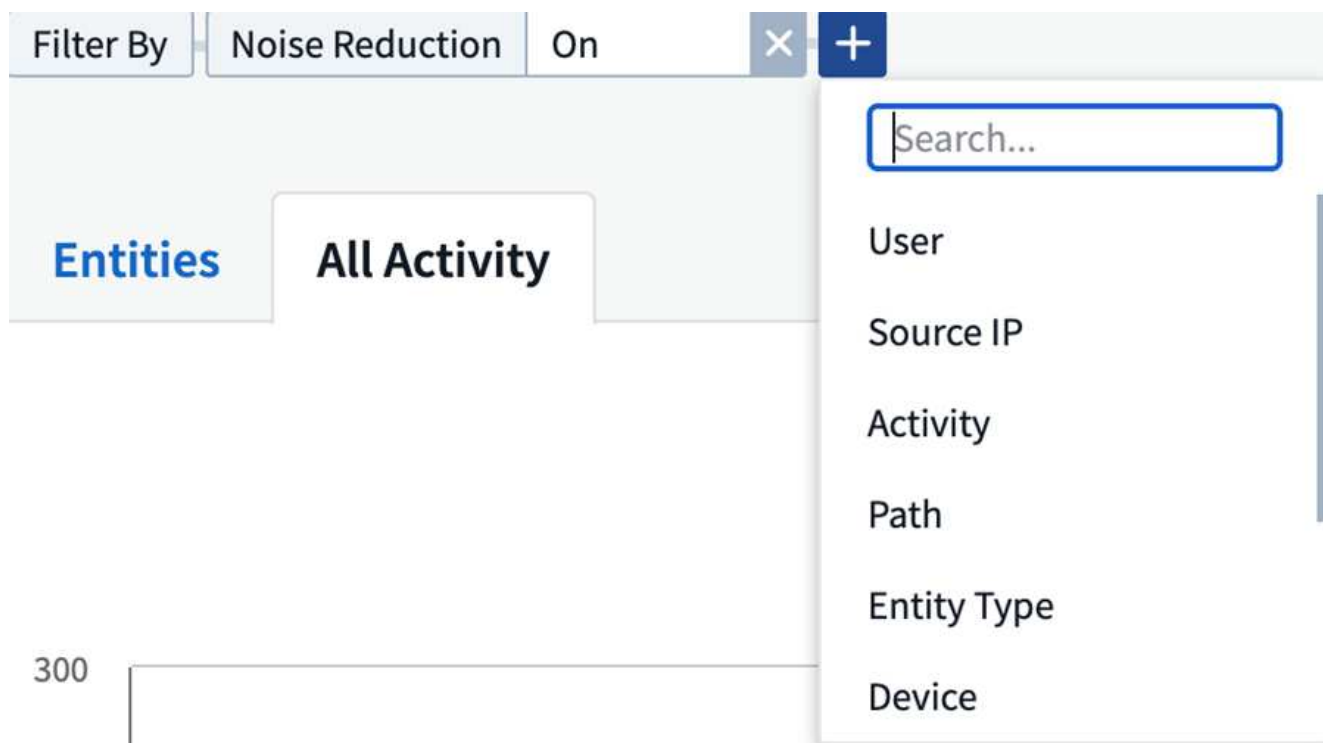 Filter By Noise Reduction On × +
Search...
Entities All Activity
User
Source IP
Activity
Path
Entity Type
300
Device